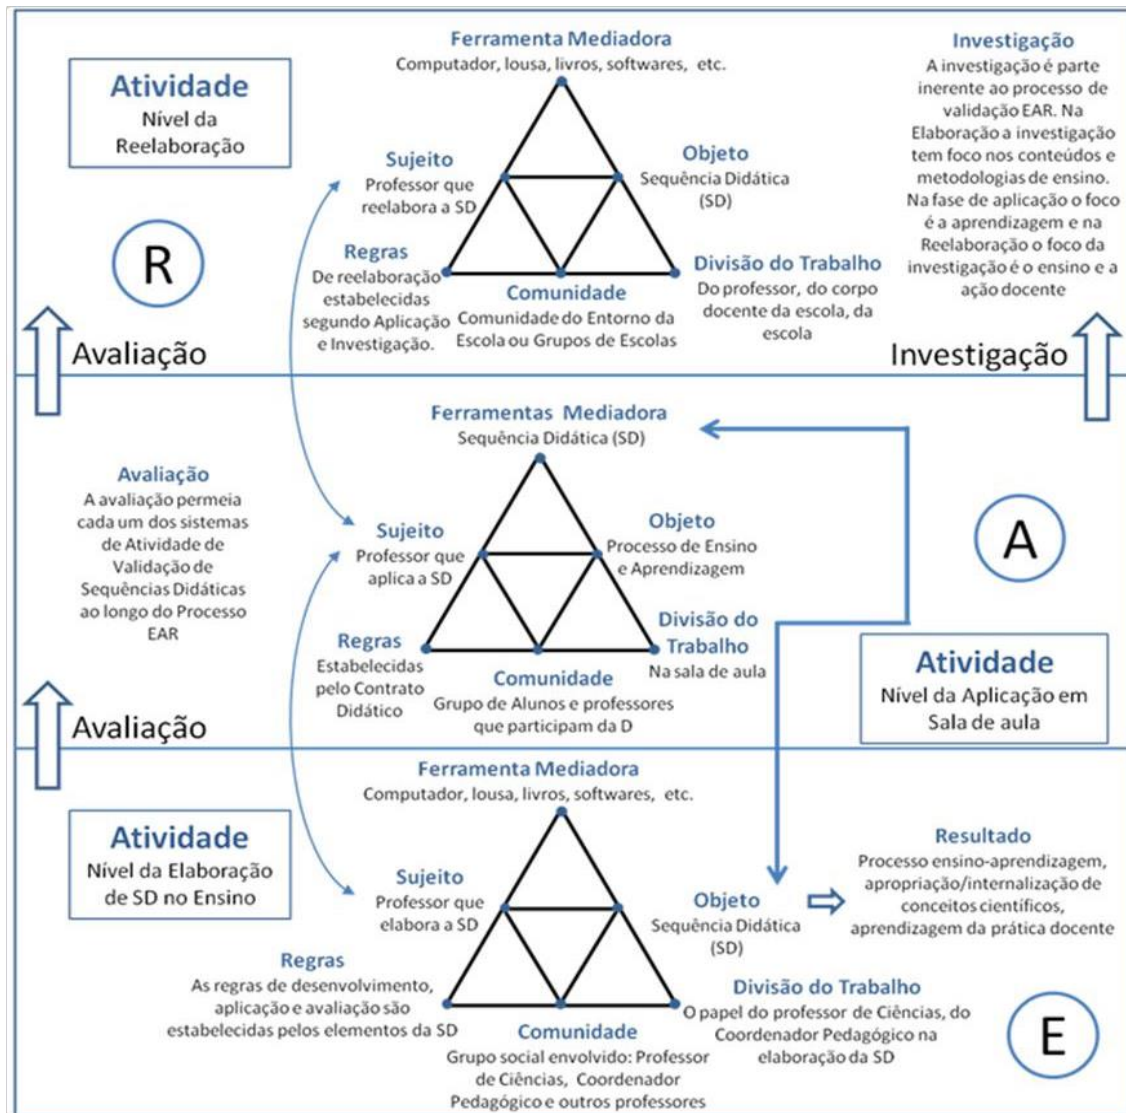 Atividade
Nível da
Reelaboração
R
Avaliação
Ferramenta Mediadora
Computador, lousa, livros, softwares, etc.
Sujeito
Professor que
reelabora a SD
Objeto
Sequência Didática
(SD)
Regras
De reelaboração
estabelecidas
segundo Aplicação
e Investigação.
Comunidade
Comunidade do Entorno da
Escola ou Grupos de Escolas
Divisão do Trabalho
Do professor, do corpo
docente da escola, da
escola
Investigação
A investigação é parte
inerente ao processo de
validação EAR. Na
Elaboração a investigação
tem foco nos conteúdos e
metodologias de ensino.
Na fase de aplicação o foco
é a aprendizagem e na
Reelaboração o foco da
investigação é o ensino e a
ação docente
Investigação
Avaliação
A avaliação permeia
cada um dos sistemas
de Atividade de
Validação de
Sequências Didáticas
ao longo do Processo
EAR
Avaliação
Ferramentas Mediadora
Sequência Didática (SD)
Sujeito
Professor que
aplica a SD
Objeto
Processo de Ensino
e Aprendizagem
Regras
Estabelecidas
pelo Contrato
Didático
Comunidade
Grupo de Alunos e professores
que participam da D
Divisão do
Trabalho
Na sala de aula
A
Atividade
Nível da Aplicação em
Sala de aula
Atividade
Nível da Elaboração
de SD no Ensino
Ferramenta Mediadora
Computador, lousa, livros, softwares, etc.
Sujeito
Professor que
elabora a SD
Objeto
Sequência Didática
(SD)
Resultado
Processo ensino-aprendizagem,
apropriação/internalização de
conceitos científicos,
aprendizagem da prática docente
Regras
As regras de desenvolvimento,
aplicação e avaliação são
estabelecidas pelos elementos da SD
Comunidade
Grupo social envolvido: Professor
de Ciências, Coordenador
Pedagógico e outros professores
Divisão do Trabalho
O papel do professor de Ciências, do
Coordenador Pedagógico na
elaboração da SD
E